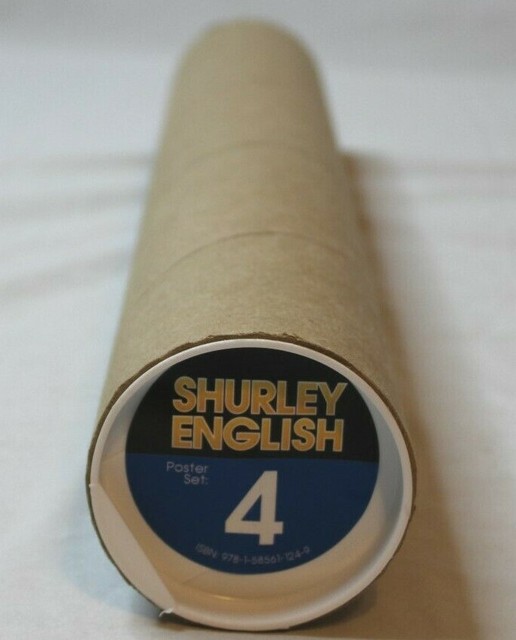 SHURLEY
ENGLISH
Poster
Set:
4
ISBN: 978-1-58561-124-9